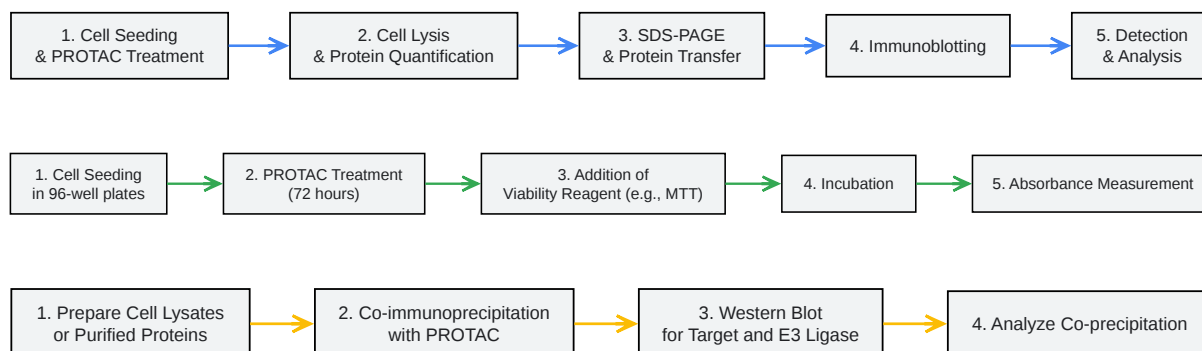 1. Cell Seeding
& PROTAC Treatment
2. Cell Lysis
& Protein Quantification
3. SDS-PAGE
& Protein Transfer
4. Immunoblotting
5. Detection
& Analysis
1. Cell Seeding
in 96-well plates
2. PROTAC Treatment
(72 hours)
3. Addition of
Viability Reagent (e.g., MTT)
4. Incubation
5. Absorbance Measurement
1. Prepare Cell Lysates
or Purified Proteins
2. Co-immunoprecipitation
with PROTAC
3. Western Blot
for Target and E3 Ligase
4. Analyze Co-precipitation